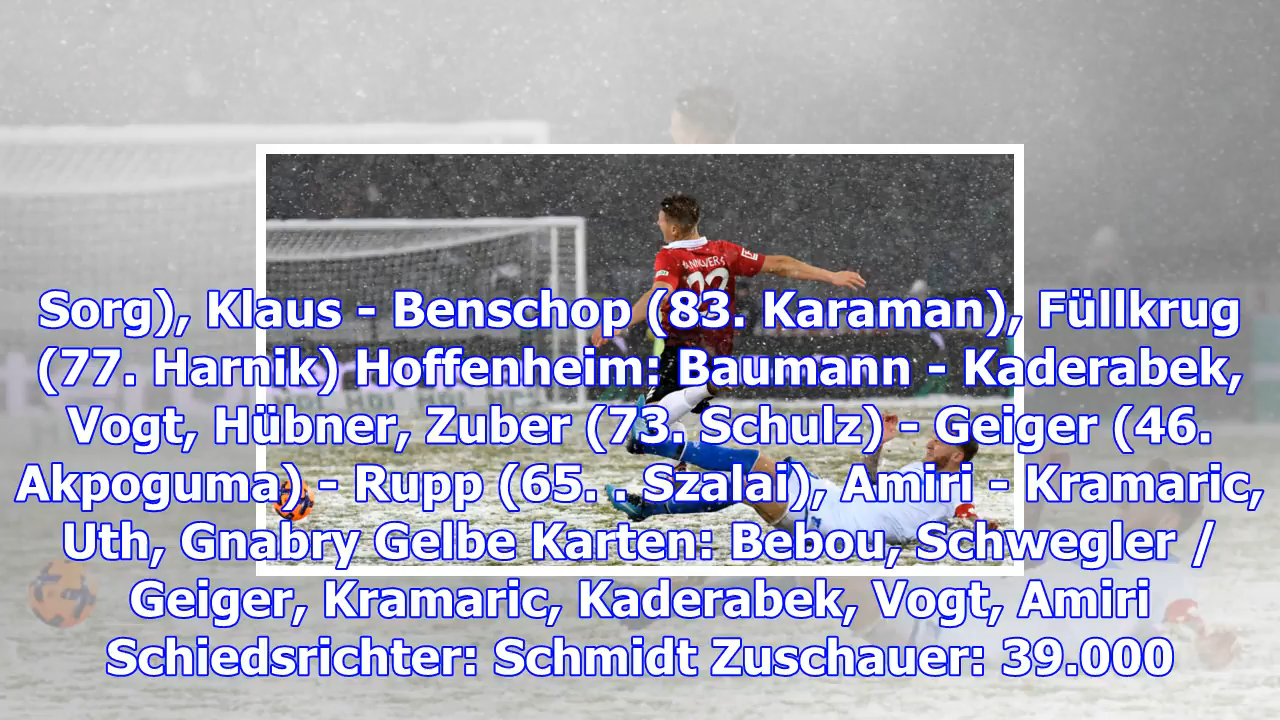 Sorg), Klaus - Benschop (83. Karaman), Füllkrug
(77. Harnik) Hoffenheim: Baumann - Kaderabek,
Vogt, Hübner, Zuber (73. Schulz) - Geiger (46.
Akpoguma) - Rupp (65. . Szalai), Amiri - Kramaric,
Uth, Gnabry Gelbe Karten: Bebou, Schwegler /
Geiger, Kramaric, Kaderabek, Vogt, Amiri
Schiedsrichter: Schmidt Zuschauer: 39.000